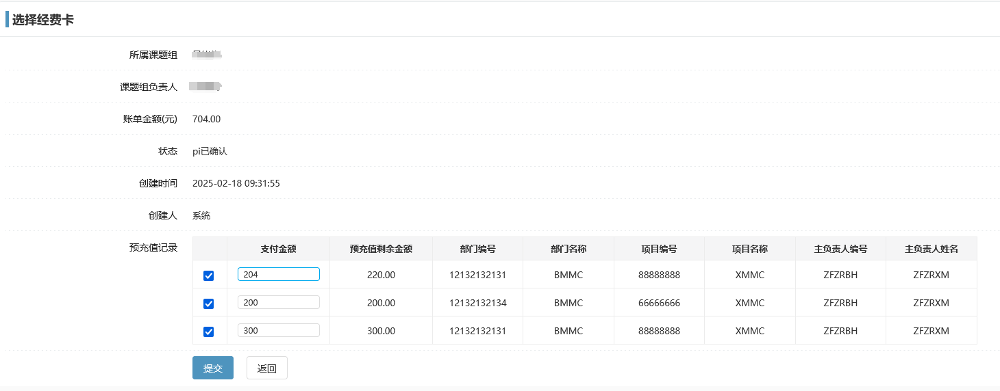 选择经费卡
所属课题组
课题组负责人
账单金额(元) 704.00
状态 pi已确认
创建时间 2025-02-18 09:31:55
创建人 系统
预充值记录
支付金额 预充值剩余金额 部门编号 部门名称 项目编号 项目名称 主负责人编号 主负责人姓名
204 220.00 12132132131 BMMC 88888888 XMMC ZFZRBH ZFZRXM
200 200.00 12132132134 BMMC 66666666 XMMC ZFZRBH ZFZRXM
300 300.00 12132132131 BMMC 88888888 XMMC ZFZRBH ZFZRXM
提交 返回